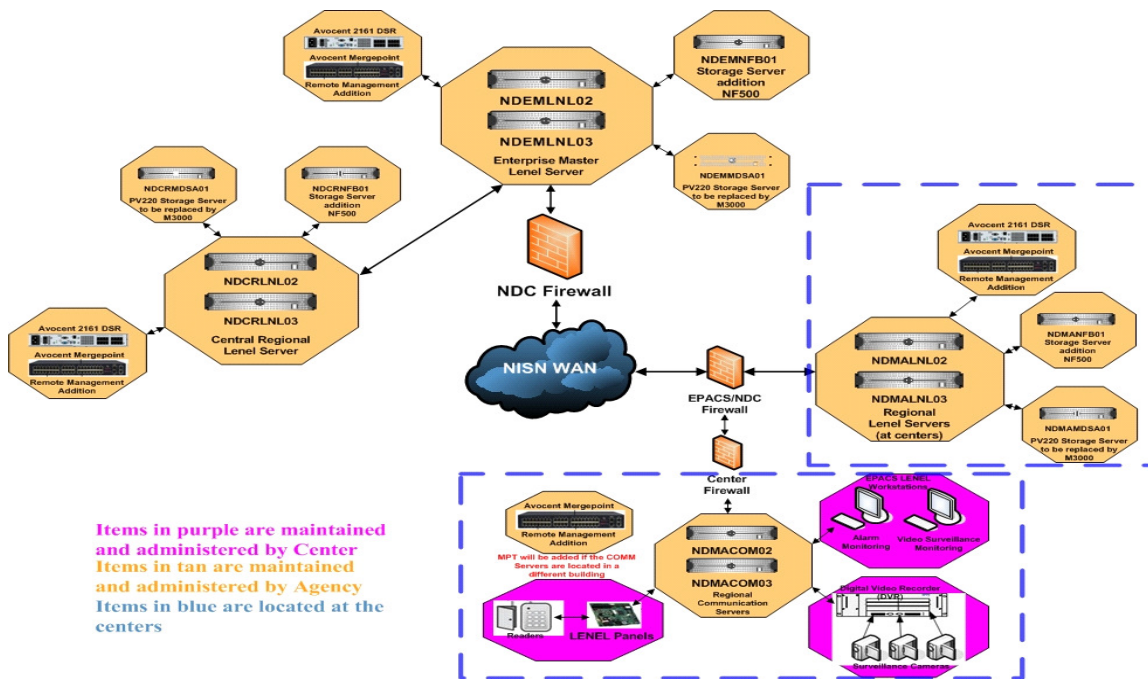 Avocent 2161 DSR
Avocent Mergepoint
Remote Management
Addition
NDEMLNL02
NDEMLNL03
Enterprise Master
Lenel Server
NDEMNFB01
Storage Server
addition
NF500
NDEMMDSA01
PV220 Storage Server
to be replaced by
M3000
NDCRMDSA01
PV220 Storage Server
to be replaced by
M3000
NDCRNFB01
Storage Server
addition
NF500
NDCRLNL02
NDCRLNL03
Central Regional
Lenel Server
Avocent 2161 DSR
Avocent Mergepoint
Remote Management
Addition
NDC Firewall
NISN WAN
EPACS/NDC
Firewall
Center
Firewall
Avocent 2161 DSR
Avocent Mergepoint
Remote Management
Addition
NDMALNL02
NDMALNL03
Regional
Lenel Servers
(at centers)
NDMANFB01
Storage Server
addition
NF500
NDMAMDSA01
PV220 Storage Server
to be replaced by
M3000
Avocent Mergepoint
Remote Management
Addition
MPT will be added if the COMM
Servers are located in a
different building
NDMACOM02
NDMACOM03
Regional
Communication
Servers
EPACS LENEL
Workstations
Alarm
Monitoring
Video Surveillance
Monitoring
Readers
LENEL Panels
Digital Video Recorder
(DVR)
Surveillance Cameras
Items in purple are maintained
and administered by Center
Items in tan are maintained
and administered by Agency
Items in blue are located at the
centers